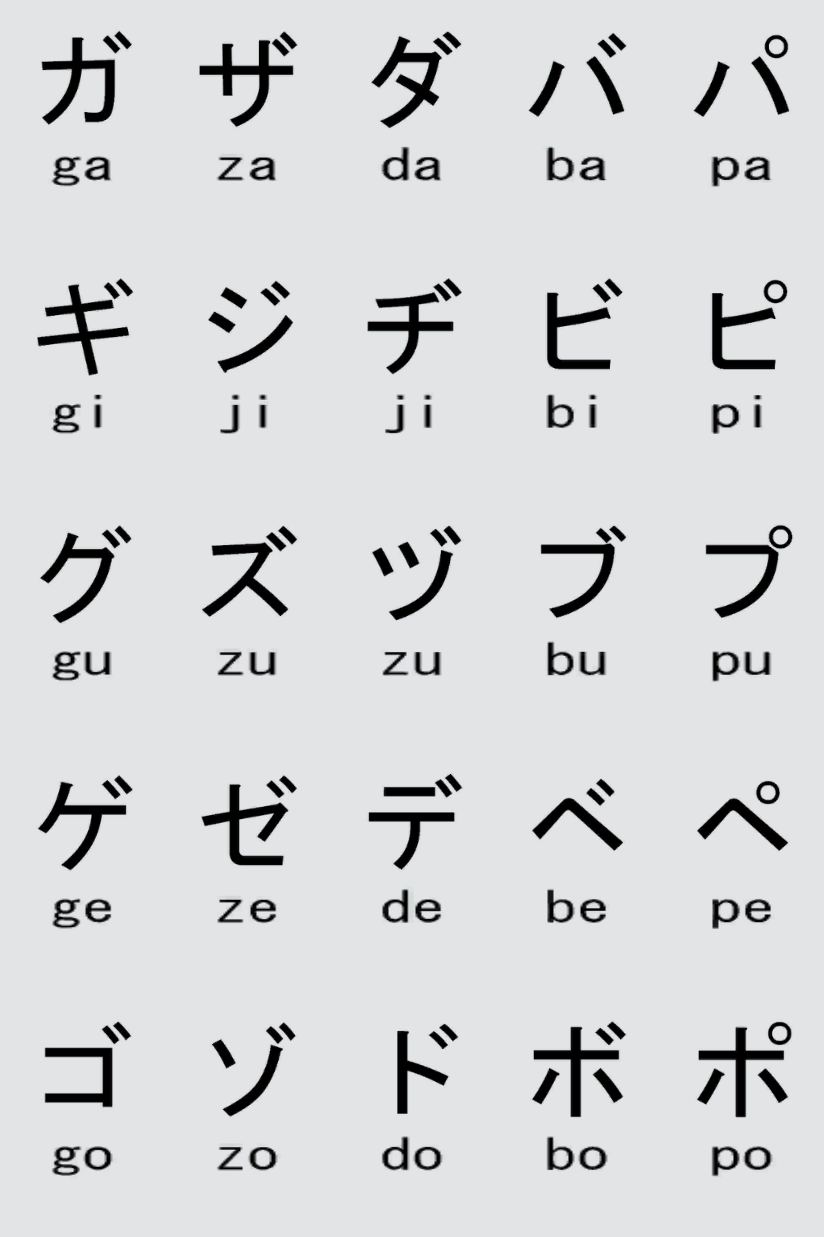 ガ ザ ダ バ パ
ga za da ba pa
ギ ジ ヂ ビ ピ
gi ji ji bi pi
グ ズ ヅ ブ プ
gu zu zu bu pu
ゲ ゼ デ ベ ペ
ge ze de be pe
ゴ ゾ ド ボ ポ
go zo do bo po